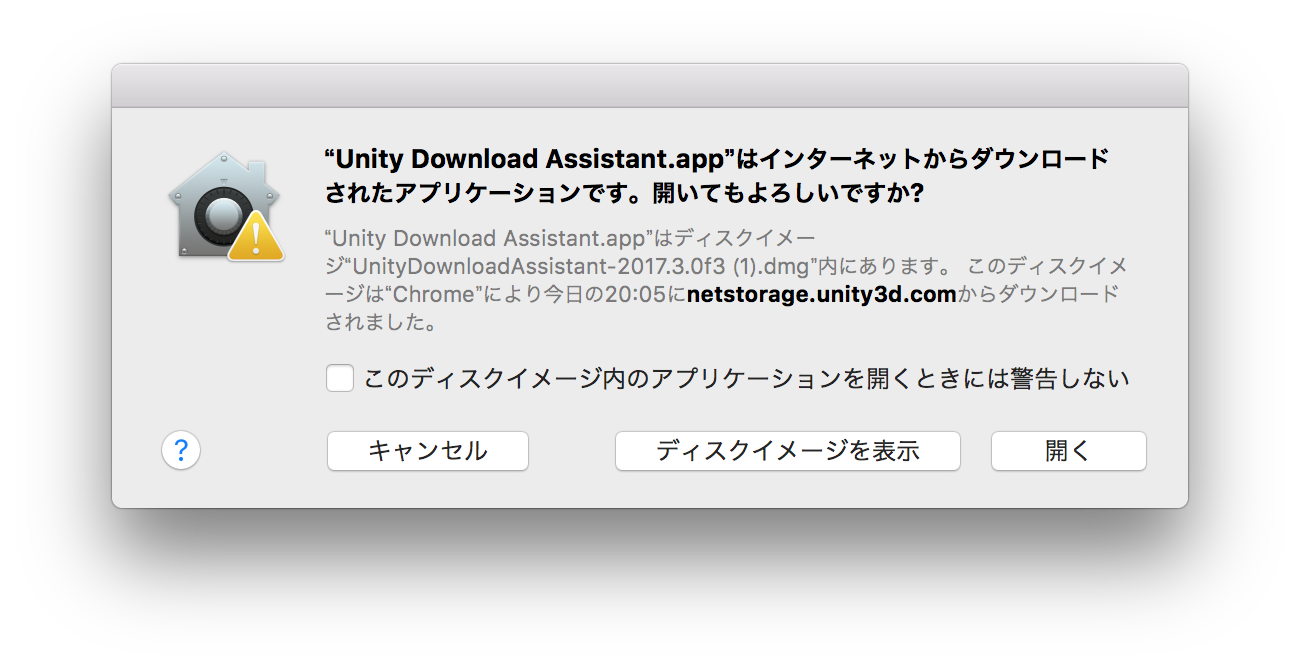 “Unity Download Assistant.app”はインターネットからダウンロード
されたアプリケーションです。開いてもよろしいですか?
“Unity Download Assistant.app”はディスクイメー
ジ“UnityDownloadAssistant-2017.3.0f3 (1).dmg”内にあります。 このディスクイメ
ージは“Chrome”により今日の20:05にnetstorage.unity3d.comからダウンロード
されました。
このディスクイメージ内のアプリケーションを開くときには警告しない
?
キャンセル
ディスクイメージを表示
開く